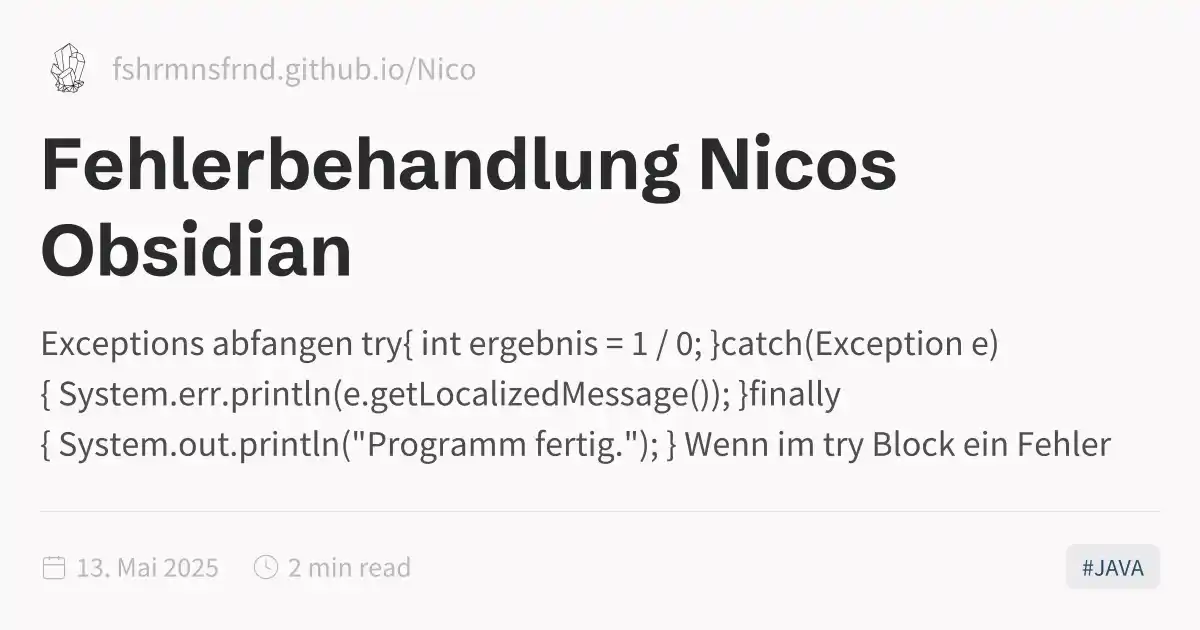 fshrmnsfrnd.github.io/Nico
Fehlerbehandlung Nicos
Obsidian
Exceptions abfangen try{ int ergebnis = 1 / 0; }catch(Exception e)
{ System.err.println(e.getLocalizedMessage()); }finally
{ System.out.println("Programm fertig."); } Wenn im try Block ein Fehler
13. Mai 2025
2 min read
#JAVA